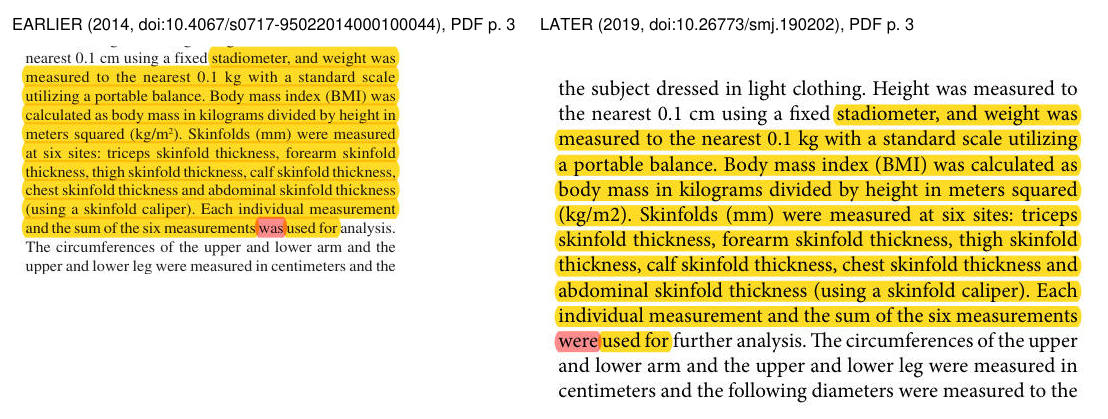 EARLIER (2014, doi:10.4067/s0717-95022014000100044), PDF p. 3
nearest 0.1 cm using a fixed stadiometer, and weight was
measured to the nearest 0.1 kg with a standard scale
utilizing a portable balance. Body mass index (BMI) was
calculated as body mass in kilograms divided by height in
meters squared (kg/m²). Skinfolds (mm) were measured
at six sites: triceps skinfold thickness, forearm skinfold
thickness, thigh skinfold thickness, calf skinfold thickness,
chest skinfold thickness and abdominal skinfold thickness
(using a skinfold caliper). Each individual measurement
and the sum of the six measurements was used for analysis.
The circumferences of the upper and lower arm and the
upper and lower leg were measured in centimeters and the
LATER (2019, doi:10.26773/smj.190202), PDF p. 3
the subject dressed in light clothing. Height was measured to
the nearest 0.1 cm using a fixed stadiometer, and weight was
measured to the nearest 0.1 kg with a standard scale utilizing
a portable balance. Body mass index (BMI) was calculated as
body mass in kilograms divided by height in meters squared
(kg/m2). Skinfolds (mm) were measured at six sites: triceps
skinfold thickness, forearm skinfold thickness, thigh skinfold
thickness, calf skinfold thickness, chest skinfold thickness and
abdominal skinfold thickness (using a skinfold caliper). Each
individual measurement and the sum of the six measurements
were used for further analysis. The circumferences of the upper
and lower arm and the upper and lower leg were measured in
centimeters and the following diameters were measured to the